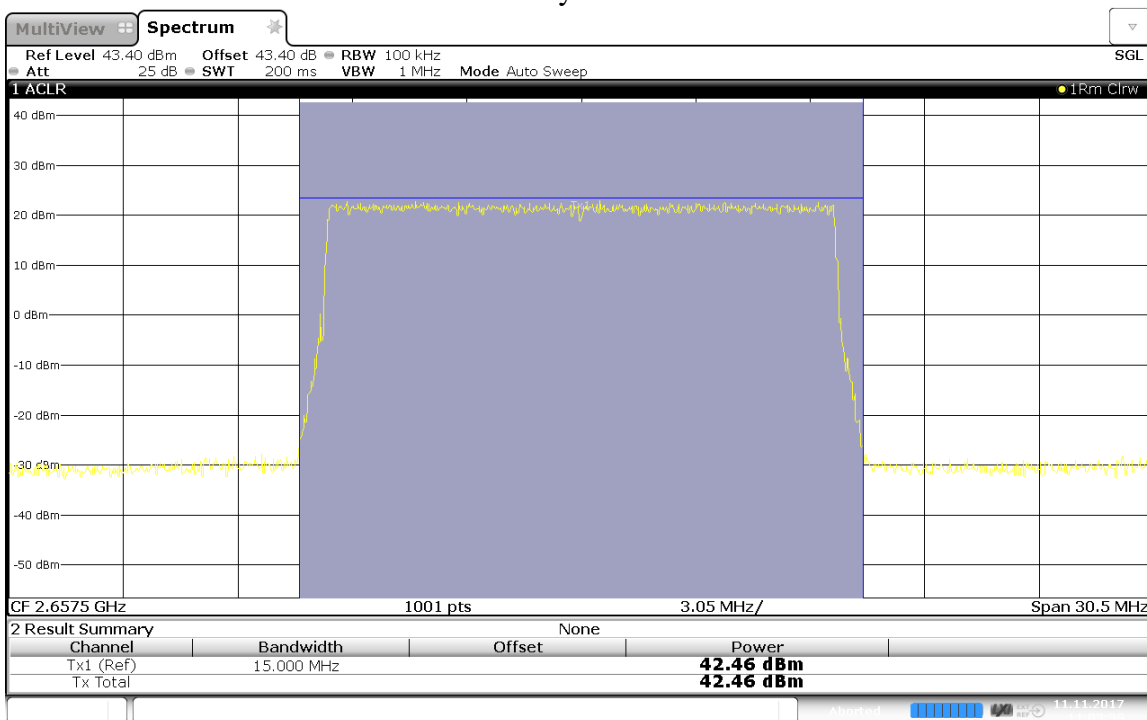 MultiView Spectrum
Ref Level 43.40 dBm Offset 43.40 dB RBW 100 kHz SGL
Att 25 dB SWT 200 ms VBW 1 MHz Mode Auto Sweep
1 ACLR 1Rm Clrw
40 dBm
30 dBm
Tx1
20 dBm
10 dBm
0 dBm
-10 dBm
-20 dBm
-30 dBm
-40 dBm
-50 dBm
CF 2.6575 GHz 1001 pts 3.05 MHz/ Span 30.5 MHz
2 Result Summary None
Channel Bandwidth Offset Power
Tx1 (Ref) 15.000 MHz 42.46 dBm
Tx Total 42.46 dBm
Aborted EXT REF 11.11.2017